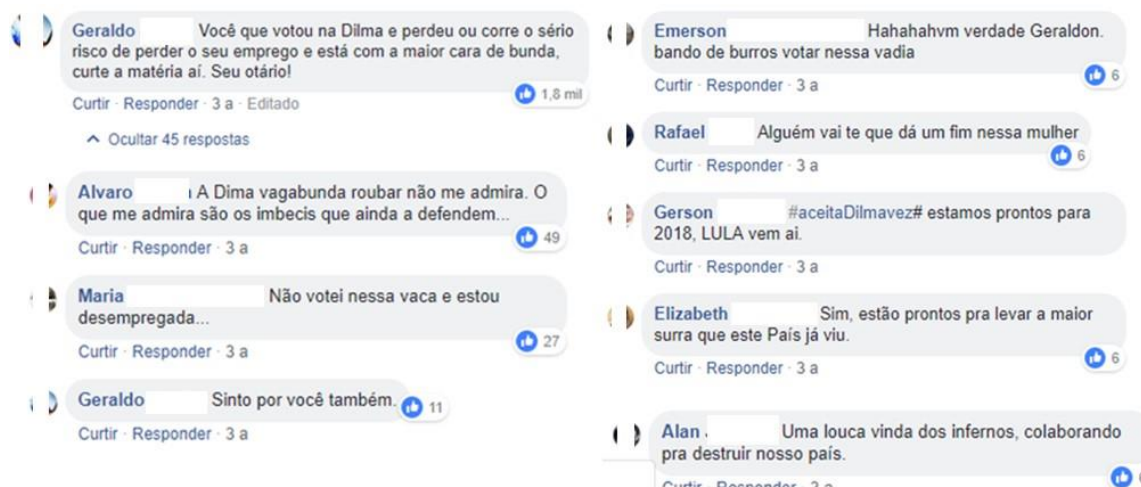 Geraldo Você que votou na Dilma e perdeu ou corre o sério
risco de perder o seu emprego e está com a maior cara de bunda,
curte a matéria aí. Seu otário!
1,8 mil
Curtir · Responder · 3 a · Editado
Ocultar 45 respostas
Alvaro A Dima vagabunda roubar não me admira. O
que me admira são os imbecis que ainda a defendem...
49
Curtir · Responder · 3 a
Maria Não votei nessa vaca e estou
desempregada...
27
Curtir · Responder · 3 a
Geraldo Sinto por você também.
11
Curtir · Responder · 3 a
Emerson Hahahahvm verdade Geraldon.
bando de burros votar nessa vadia
6
Curtir · Responder · 3 a
Rafael Alguém vai te que dá um fim nessa mulher
6
Curtir · Responder · 3 a
Gerson #aceitaDilmavez# estamos prontos para
2018, LULA vem ai.
Curtir · Responder · 3 a
Elizabeth Sim, estão prontos pra levar a maior
surra que este País já viu.
6
Curtir · Responder · 3 a
Alan Uma louca vinda dos infernos, colaborando
pra destruir nosso país.
Curtir · Responder · 3 a